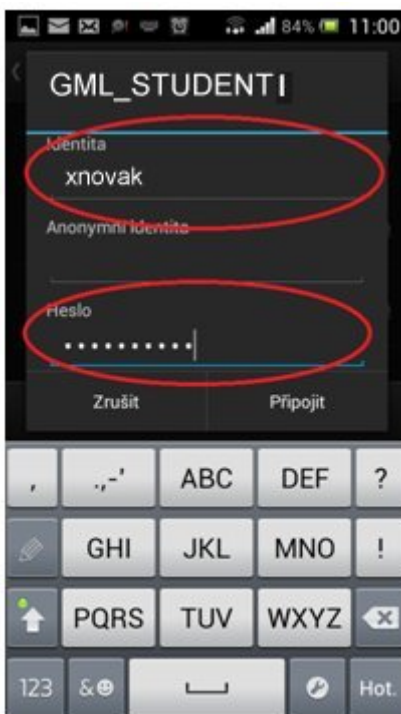 84% 11:00
GML_STUDENTI
Identita
xnovak
Anonymní identita
Heslo
Zrušit Připojit
, .,-' ABC DEF ?
GHI JKL MNO !
PQRS TUV WXYZ
123 &☻ Hot.